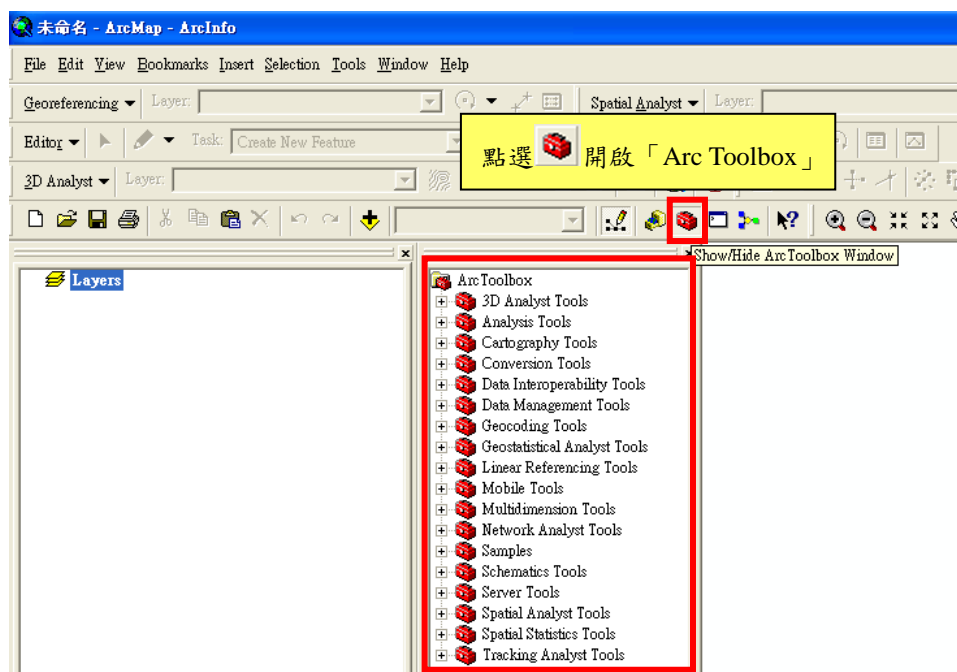 未命名 - ArcMap - ArcInfo
File Edit View Bookmarks Insert Selection Tools Window Help
Georeferencing Layer: Spatial Analyst Layer:
Editor Task: Create New Feature
點選 開啟「Arc Toolbox」
3D Analyst Layer:
Show/Hide ArcToolbox Window
Layers
ArcToolbox
3D Analyst Tools
Analysis Tools
Cartography Tools
Conversion Tools
Data Interoperability Tools
Data Management Tools
Geocoding Tools
Geostatistical Analyst Tools
Linear Referencing Tools
Mobile Tools
Multidimension Tools
Network Analyst Tools
Samples
Schematics Tools
Server Tools
Spatial Analyst Tools
Spatial Statistics Tools
Tracking Analyst Tools